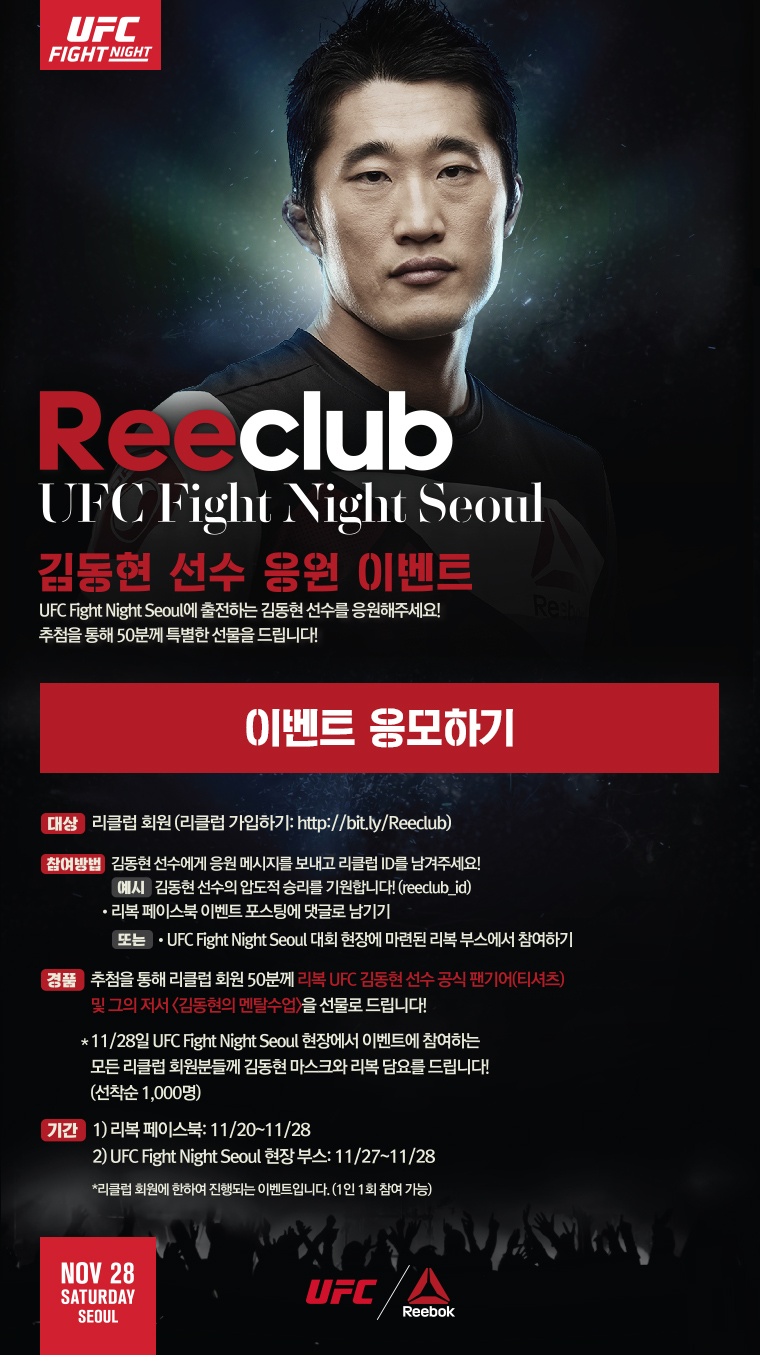 UFC
FIGHT NIGHT
Reeclub
UFC Fight Night Seoul
김동현 선수 응원 이벤트
UFC Fight Night Seoul에 출전하는 김동현 선수를 응원해주세요!
추첨을 통해 50분께 특별한 선물을 드립니다!
이벤트 응모하기
대상 리클럽 회원 (리클럽 가입하기: http://bit.ly/Reeclub)
참여방법 김동현 선수에게 응원 메시지를 보내고 리클럽 ID를 남겨주세요!
예시 김동현 선수의 압도적 승리를 기원합니다! (reeclub_id)
• 리복 페이스북 이벤트 포스팅에 댓글로 남기기
또는 • UFC Fight Night Seoul 대회 현장에 마련된 리복 부스에서 참여하기
경품 추첨을 통해 리클럽 회원 50분께 리복 UFC 김동현 선수 공식 팬기어(티셔츠)
및 그의 저서 <김동현의 멘탈수업>을 선물로 드립니다!
* 11/28일 UFC Fight Night Seoul 현장에서 이벤트에 참여하는
모든 리클럽 회원분들께 김동현 마스크와 리복 담요를 드립니다!
(선착순 1,000명)
기간 1) 리복 페이스북: 11/20~11/28
2) UFC Fight Night Seoul 현장 부스: 11/27~11/28
*리클럽 회원에 한하여 진행되는 이벤트입니다. (1인 1회 참여 가능)
NOV 28
SATURDAY
SEOUL
UFC
Reebok